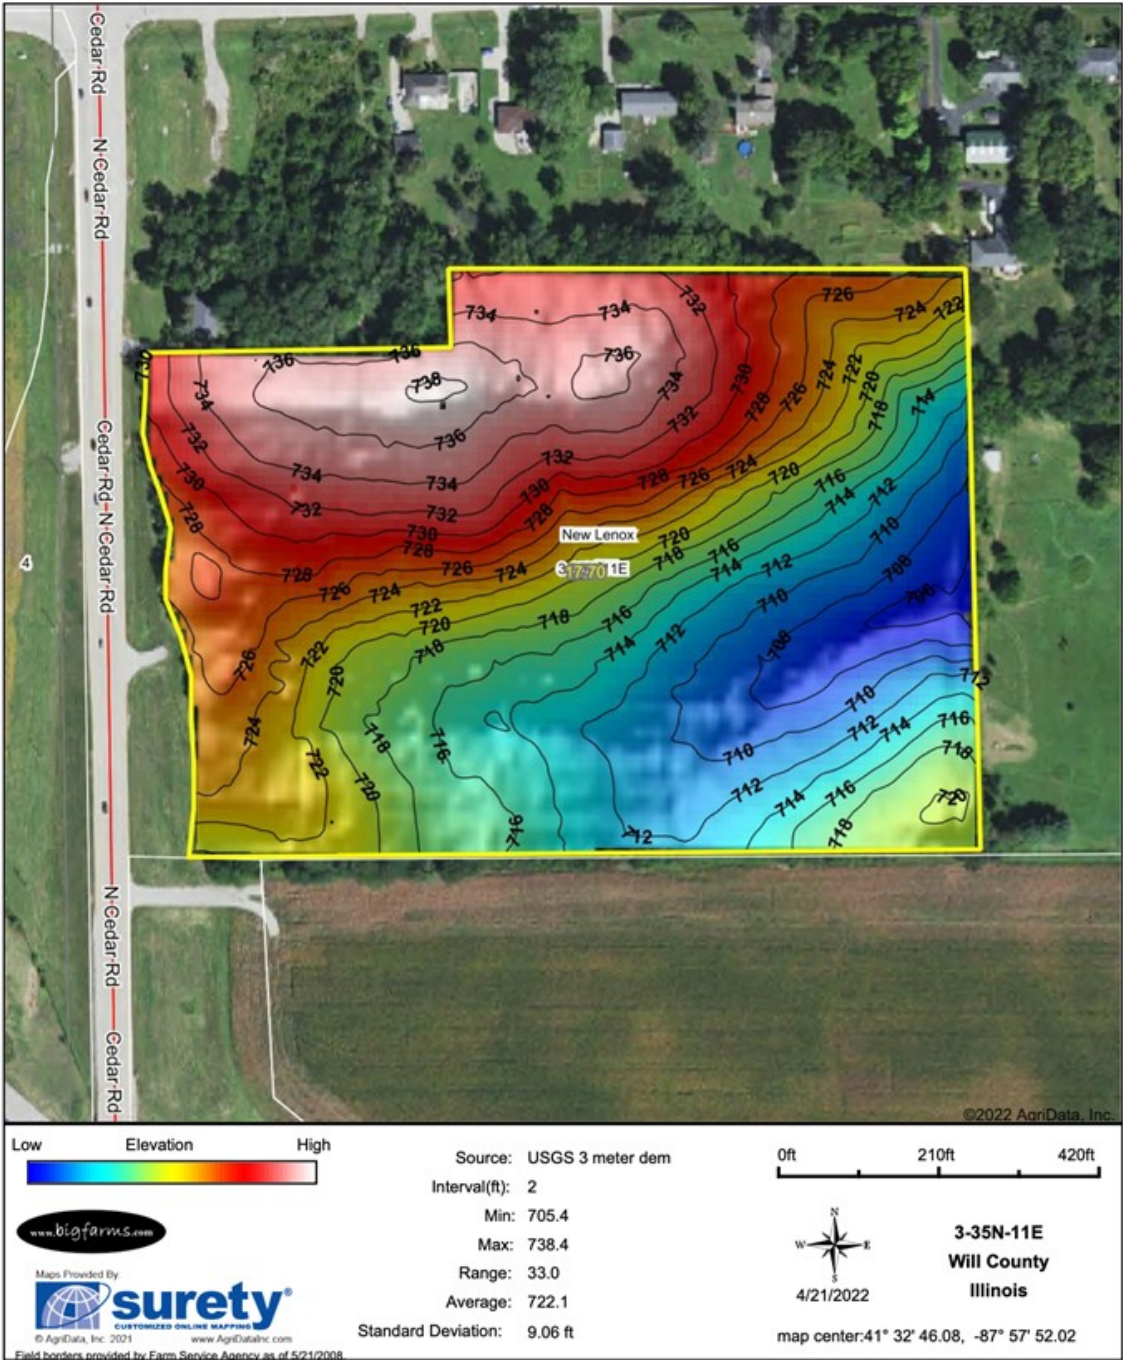 Cedar Rd
N Cedar Rd
Cedar Rd
N Cedar Rd
N Cedar Rd
Cedar Rd
4
730
736
736
738
734
734
732
726
724
722
736
734
734
732
730
728
736
734
734
732
732
730
728
726
724
722
720
718
714
732
732
730
728
730
728
728
726
724
720
716
714
712
710
708
706
New Lenox
17.70
728
726
724
722
720
718
726
724
720
718
716
714
712
710
708
718
716
714
712
726
722
720
724
722
720
718
716
716
710
712
714
716
718
720
710
712
714
716
718
712
©2022 AgriData, Inc.
Low Elevation High
www.bigfarms.com
Maps Provided By:
surety®
CUSTOMIZED ONLINE MAPPING
© AgriData, Inc. 2021 www.AgriDataInc.com
Field borders provided by Farm Service Agency as of 5/21/2008.
Source: USGS 3 meter dem
Interval(ft): 2
Min: 705.4
Max: 738.4
Range: 33.0
Average: 722.1
Standard Deviation: 9.06 ft
0ft 210ft 420ft
N
W E
S
4/21/2022
3-35N-11E
Will County
Illinois
map center:41° 32' 46.08, -87° 57' 52.02